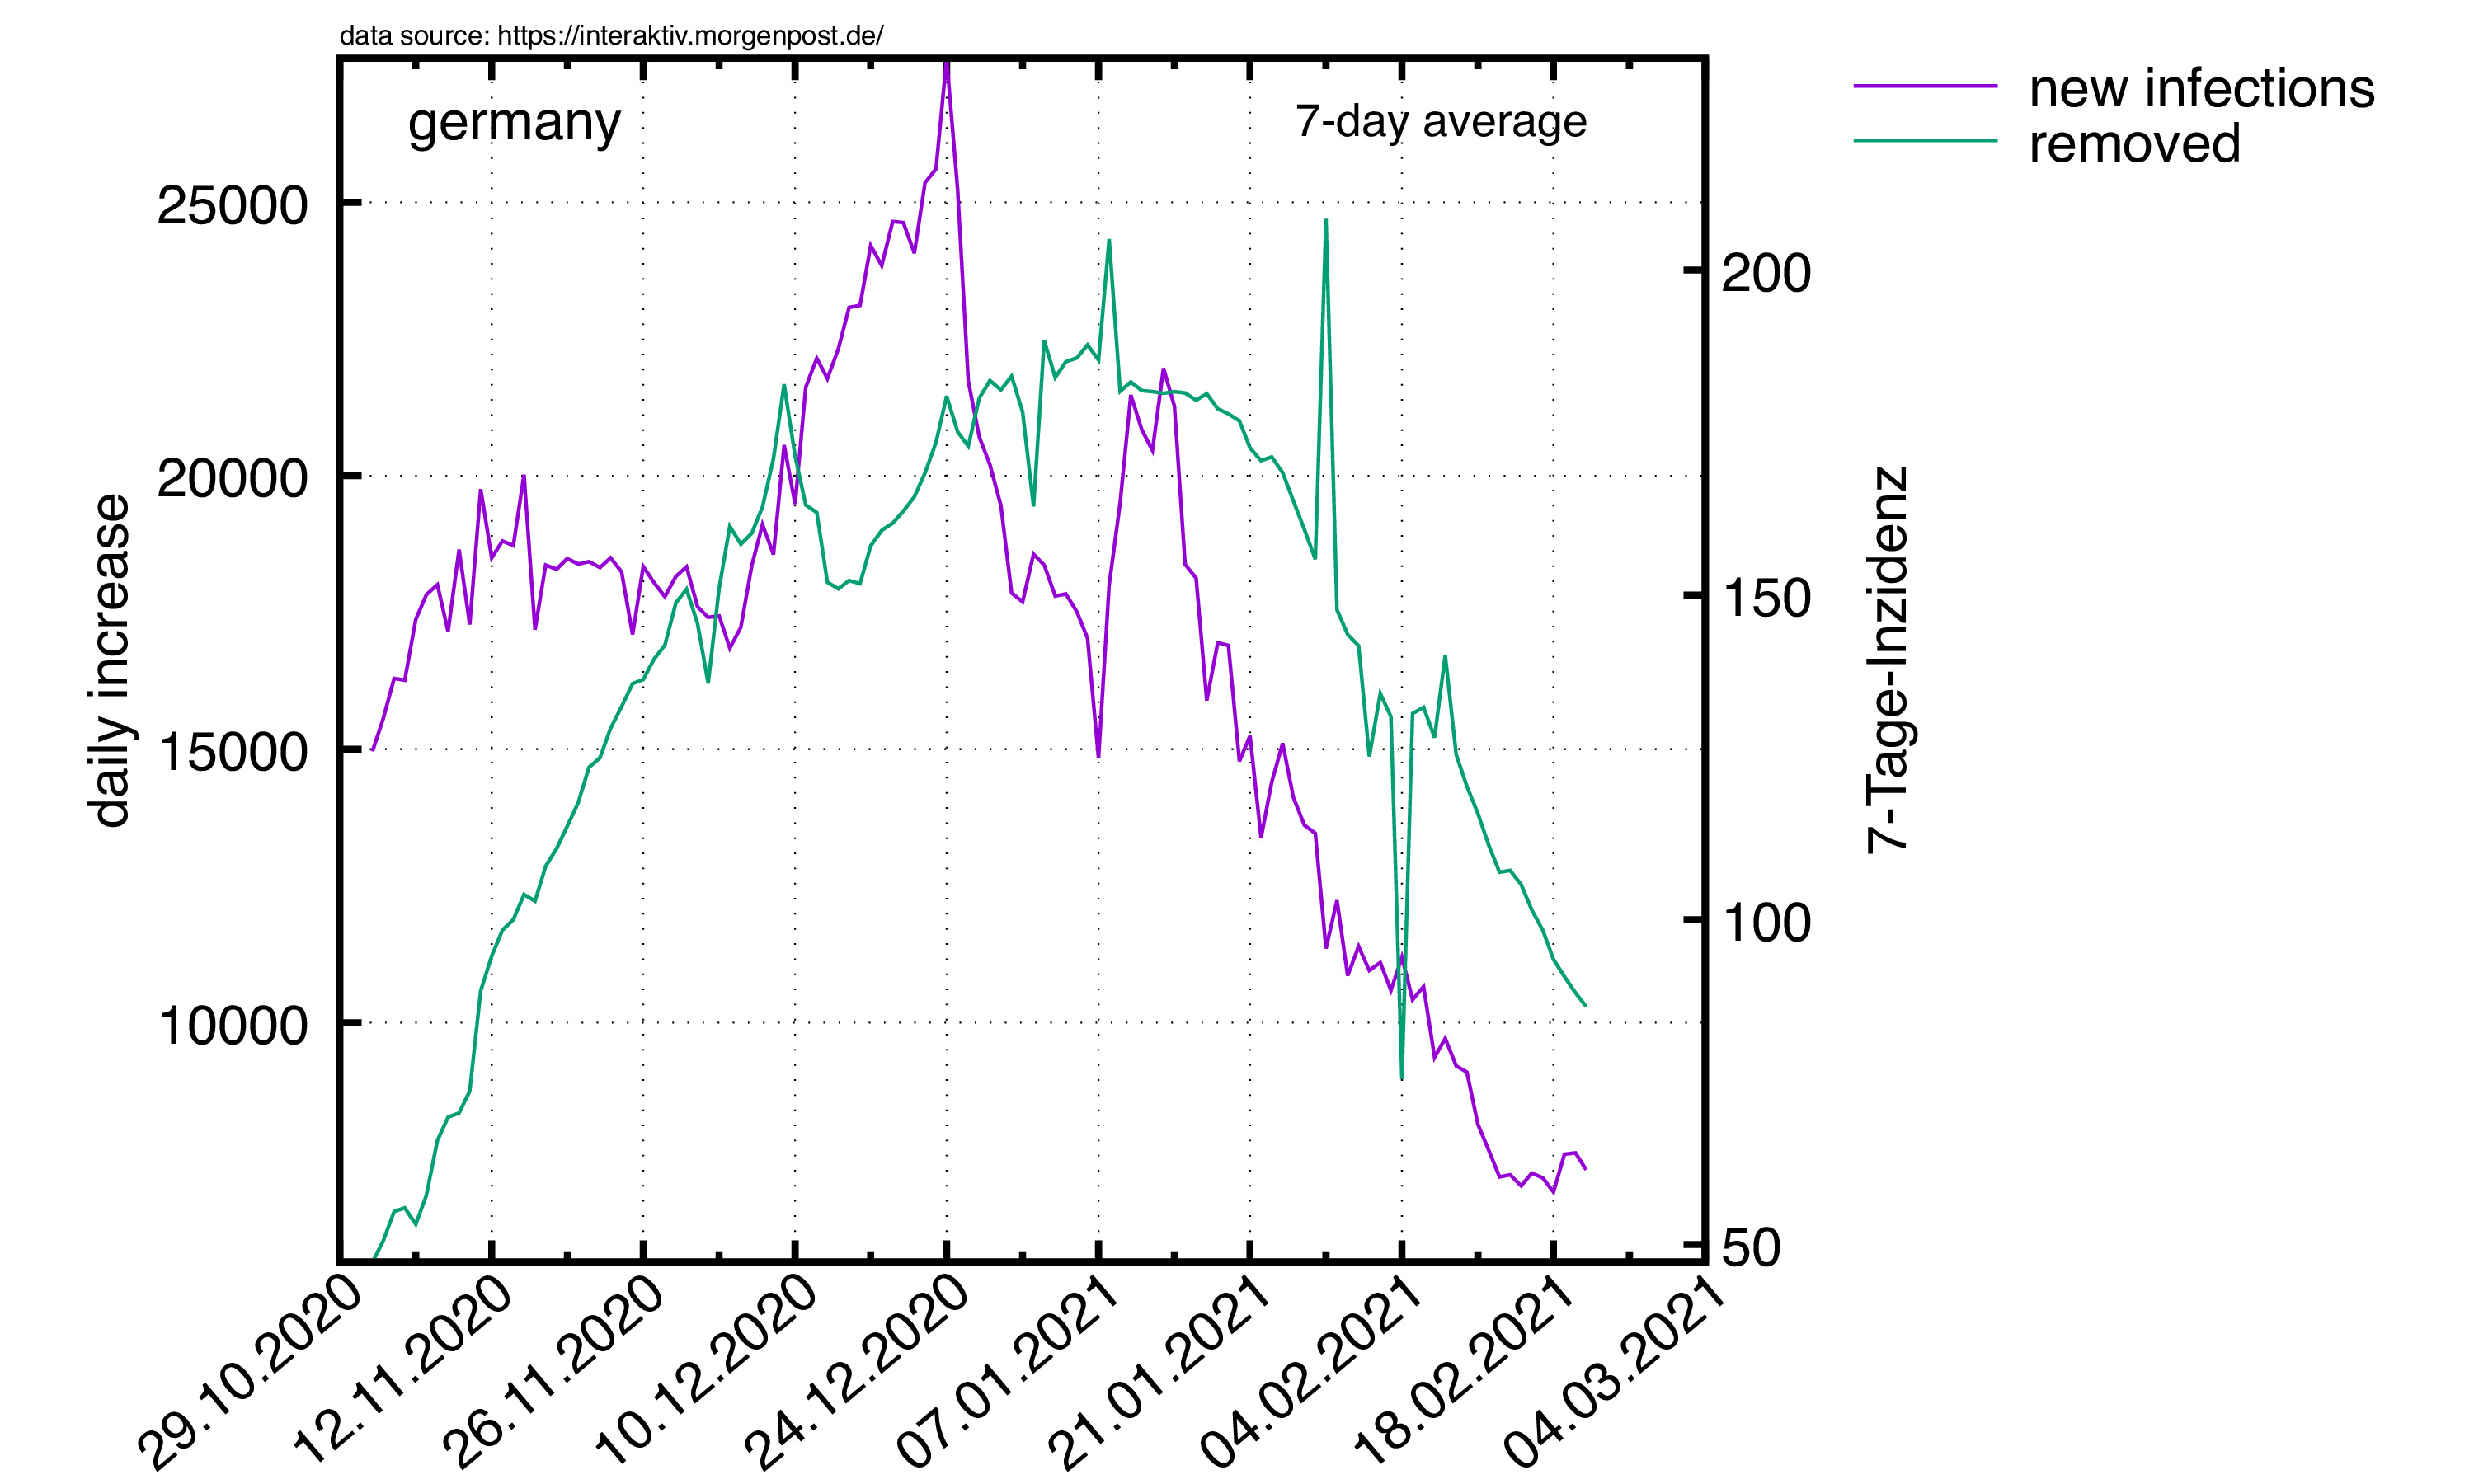 data source: https://interaktiv.morgenpost.de/
germany
7-day average
new infections
removed
25000
20000
15000
10000
daily increase
200
150
100
50
7-Tage-Inzidenz
29.10.2020
12.11.2020
26.11.2020
10.12.2020
24.12.2020
07.01.2021
21.01.2021
04.02.2021
18.02.2021
04.03.2021